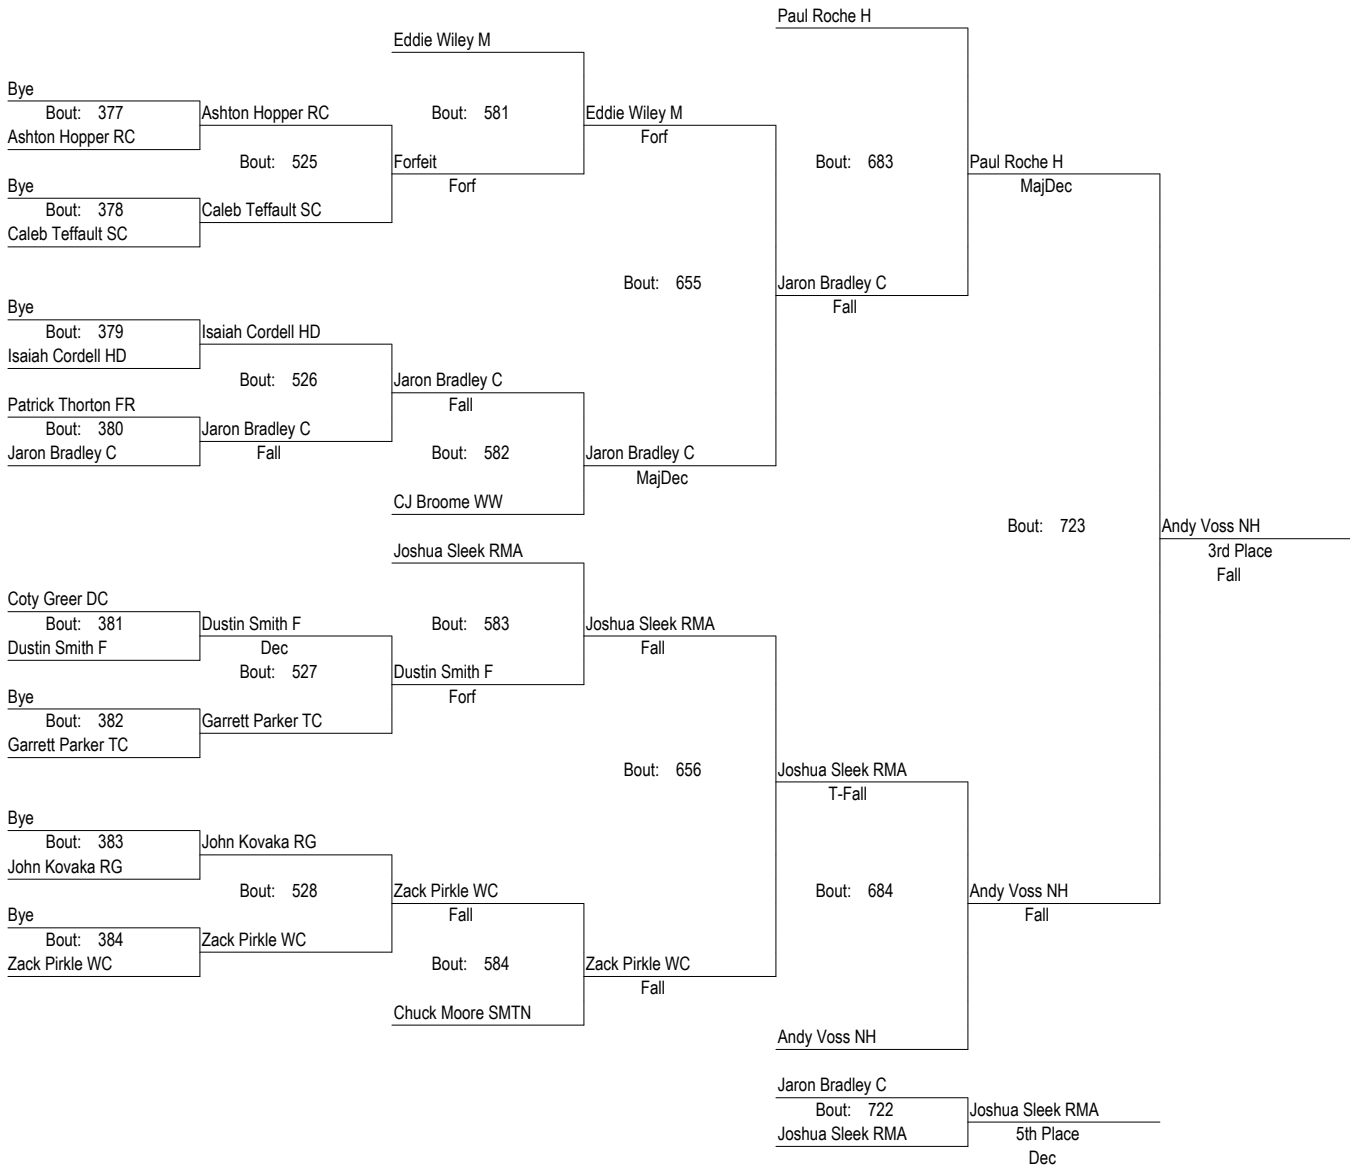 Paul Roche H
Eddie Wiley M
Bye
Bout: 377
Ashton Hopper RC
Bout: 581
Eddie Wiley M
Ashton Hopper RC
Forf
Bout: 525
Forfeit
Bout: 683
Paul Roche H
Bye
Forf
MajDec
Bout: 378
Caleb Teffault SC
Caleb Teffault SC
Bout: 655
Jaron Bradley C
Bye
Fall
Bout: 379
Isaiah Cordell HD
Isaiah Cordell HD
Bout: 526
Jaron Bradley C
Patrick Thorton FR
Fall
Bout: 380
Jaron Bradley C
Jaron Bradley C
Fall
Bout: 582
Jaron Bradley C
MajDec
CJ Broome WW
Bout: 723
Andy Voss NH
Joshua Sleek RMA
3rd Place
Fall
Coty Greer DC
Bout: 381
Dustin Smith F
Bout: 583
Joshua Sleek RMA
Dustin Smith F
Dec
Fall
Bout: 527
Dustin Smith F
Bye
Forf
Bout: 382
Garrett Parker TC
Garrett Parker TC
Bout: 656
Joshua Sleek RMA
T-Fall
Bye
Bout: 383
John Kovaka RG
John Kovaka RG
Bout: 528
Zack Pirkle WC
Bout: 684
Andy Voss NH
Bye
Fall
Fall
Bout: 384
Zack Pirkle WC
Zack Pirkle WC
Bout: 584
Zack Pirkle WC
Fall
Chuck Moore SMTN
Andy Voss NH
Jaron Bradley C
Bout: 722
Joshua Sleek RMA
Joshua Sleek RMA
5th Place
Dec